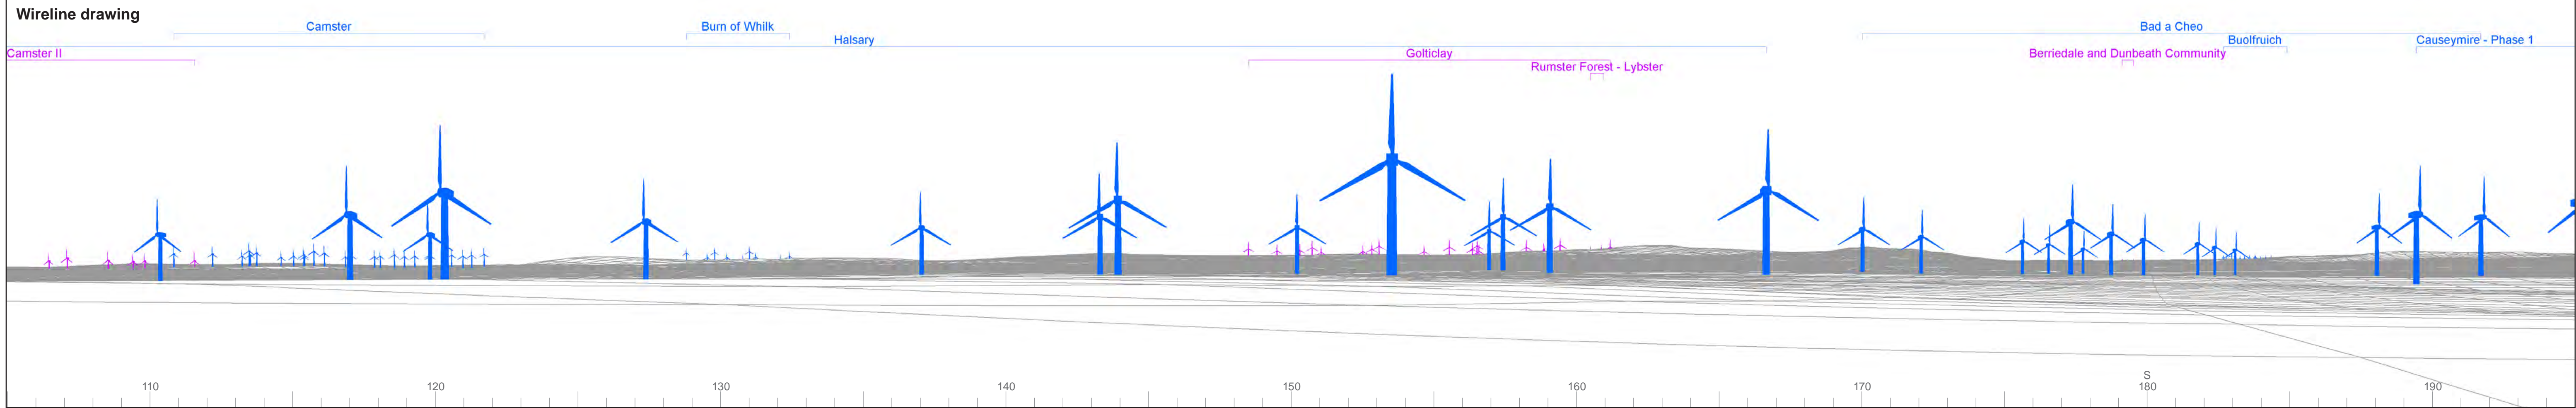 Wireline drawing
Camster
Burn of Whilk
Bad a Cheo
Halsary
Buolfruich
Causeymire - Phase 1
Camster II
Golticlay
Berriedale and Dunbeath Community
Rumster Forest - Lybster
S
110
120
130
140
150
160
170
180
190